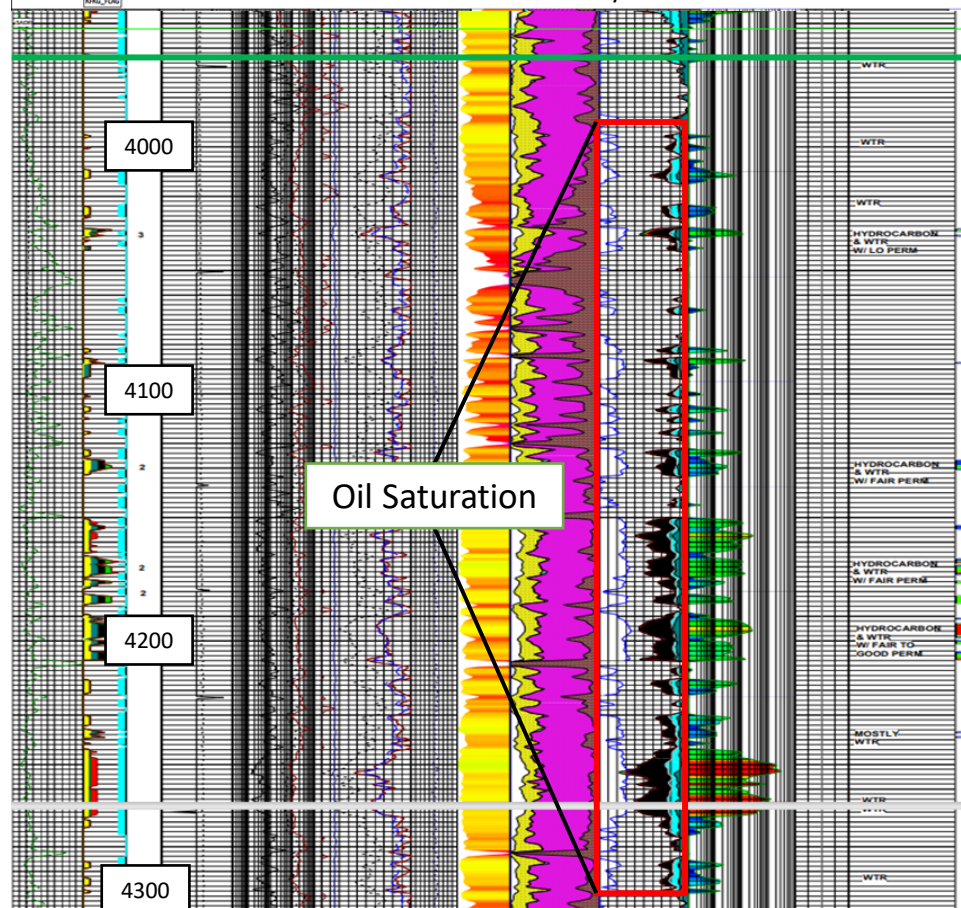 WTR
4000
WTR
WTR
3
HYDROCARBON
& WTR
W/ LO PERM
4100
2
HYDROCARBON
& WTR
W/ FAIR PERM
Oil Saturation
2
HYDROCARBON
& WTR
W/ FAIR PERM
2
4200
HYDROCARBON
& WTR
W/ FAIR TO
GOOD PERM
MOSTLY
WTR
WTR
WTR
4300